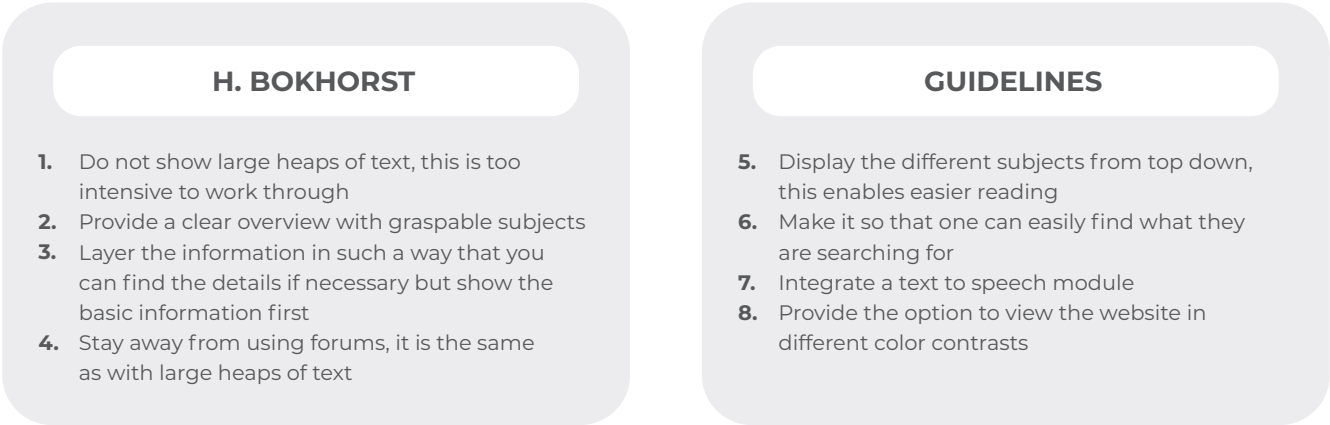 H. BOKHORST
1. Do not show large heaps of text, this is too
intensive to work through
2. Provide a clear overview with graspable subjects
3. Layer the information in such a way that you
can find the details if necessary but show the
basic information first
4. Stay away from using forums, it is the same
as with large heaps of text
GUIDELINES
5. Display the different subjects from top down,
this enables easier reading
6. Make it so that one can easily find what they
are searching for
7. Integrate a text to speech module
8. Provide the option to view the website in
different color contrasts